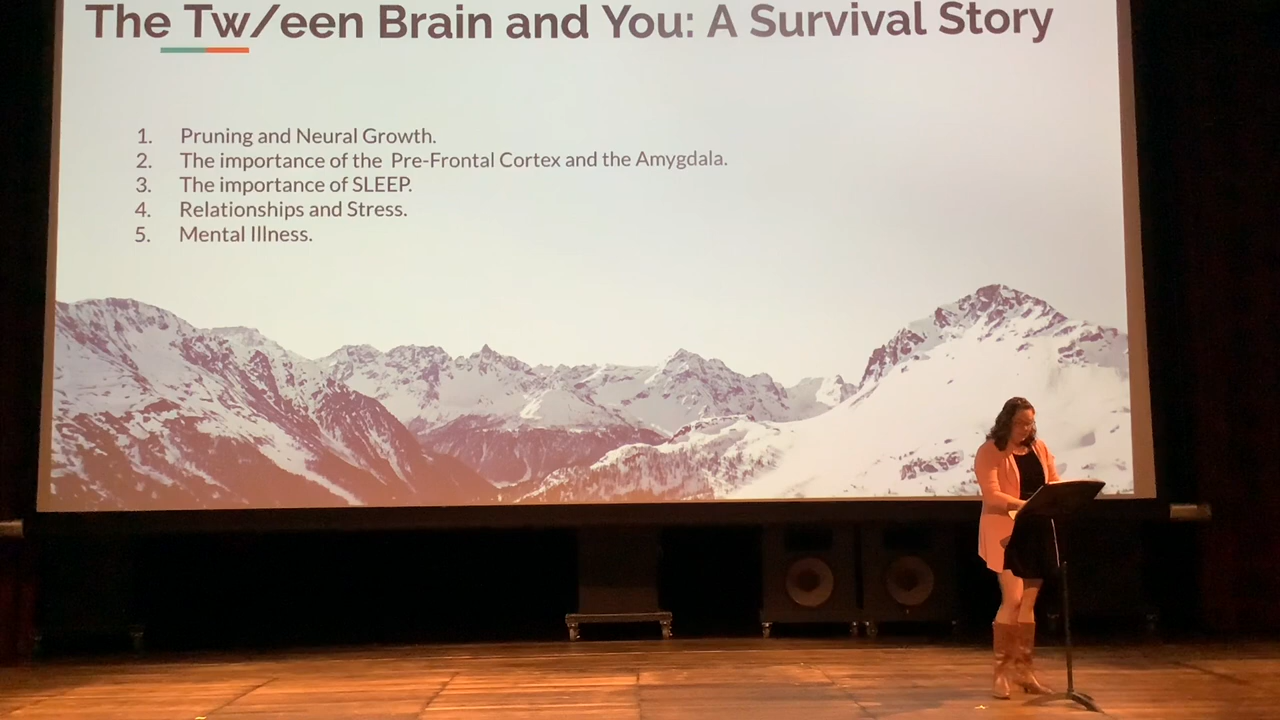 The Tw/een Brain and You: A Survival Story
1. Pruning and Neural Growth.
2. The importance of the Pre-Frontal Cortex and the Amygdala.
3. The importance of SLEEP.
4. Relationships and Stress.
5. Mental Illness.